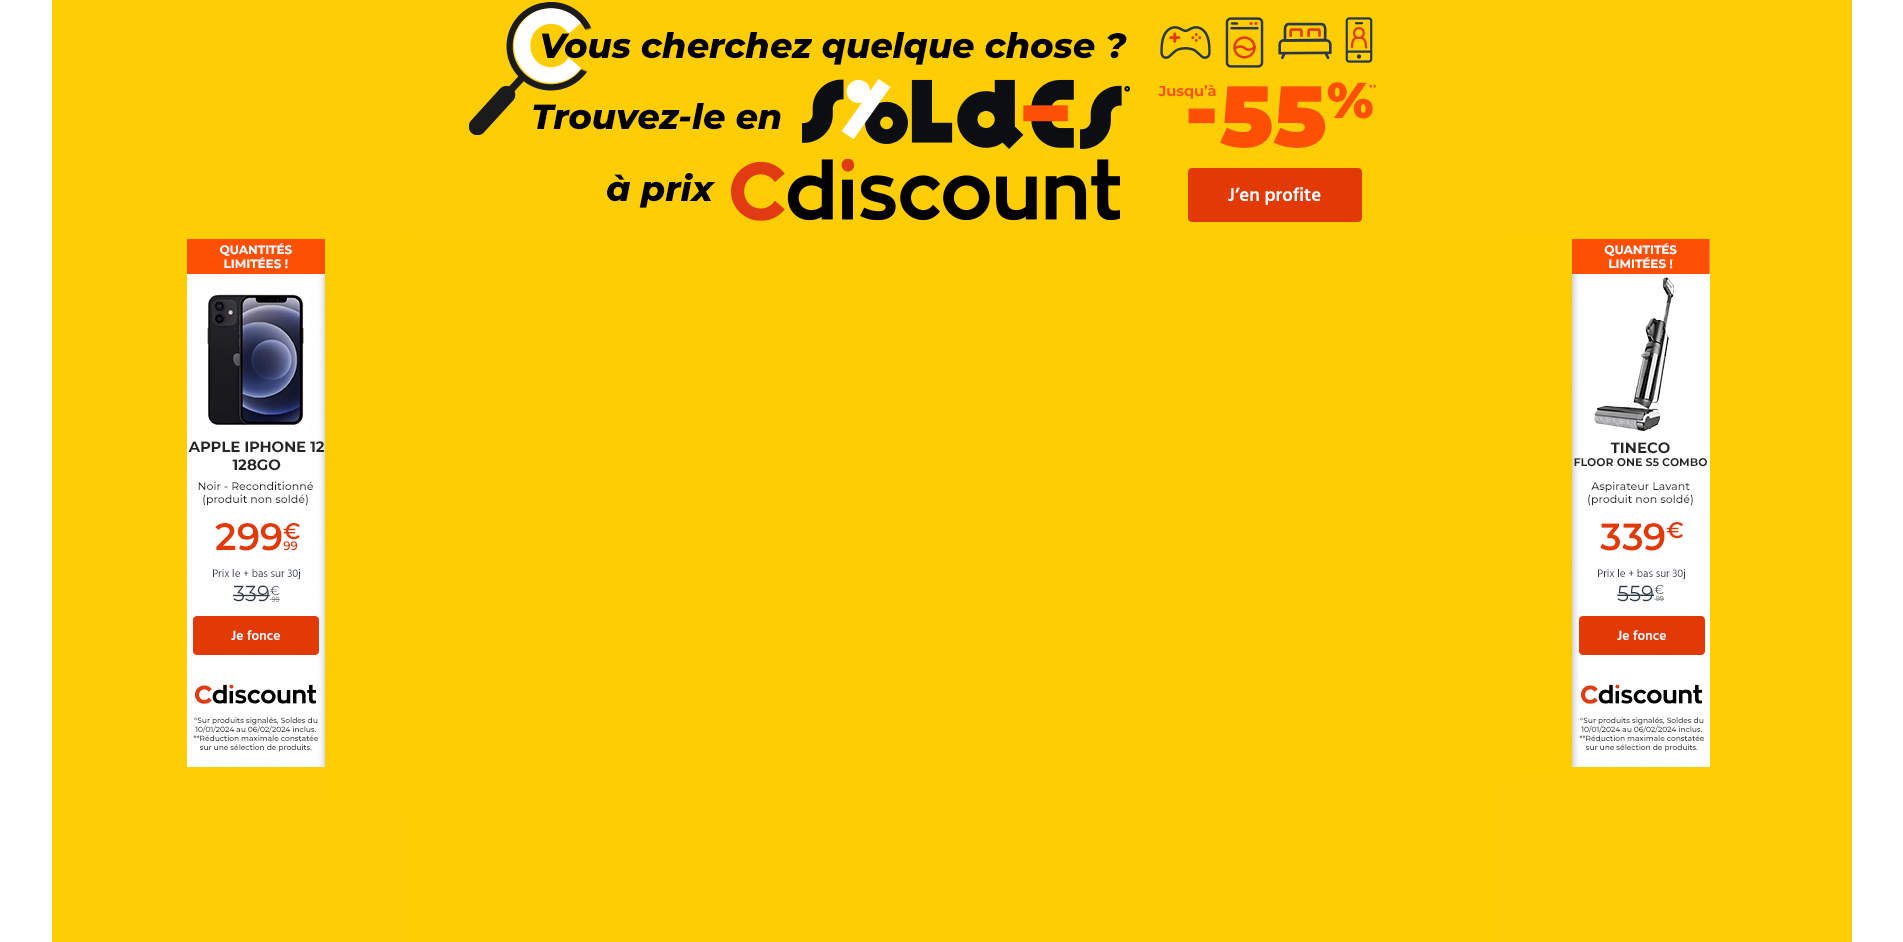 Vous cherchez quelque chose ?
Trouvez-le en SOLDES°
à prix Cdiscount
Jusqu'à
-55%**
J'en profite
QUANTITÉS
LIMITÉES !
APPLE IPHONE 12
128GO
Noir - Reconditionné
(produit non soldé)
299€99
Prix le + bas sur 30j
339€99
Je fonce
Cdiscount
°Sur produits signalés, Soldes du
10/01/2024 au 06/02/2024 inclus.
**Réduction maximale constatée
sur une sélection de produits.
QUANTITÉS
LIMITÉES !
TINECO
FLOOR ONE S5 COMBO
Aspirateur Lavant
(produit non soldé)
339€
Prix le + bas sur 30j
559€99
Je fonce
Cdiscount
°Sur produits signalés, Soldes du
10/01/2024 au 06/02/2024 inclus.
**Réduction maximale constatée
sur une sélection de produits.